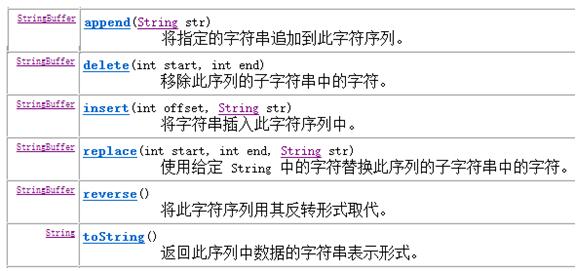 StringBuffer append(String str)
将指定的字符串追加到此字符序列。
StringBuffer delete(int start, int end)
移除此序列的子字符串中的字符。
StringBuffer insert(int offset, String str)
将字符串插入此字符序列中。
StringBuffer replace(int start, int end, String str)
使用给定 String 中的字符替换此序列的子字符串中的字符。
StringBuffer reverse()
将此字符序列用其反转形式取代。
String toString()
返回此序列中数据的字符串表示形式。